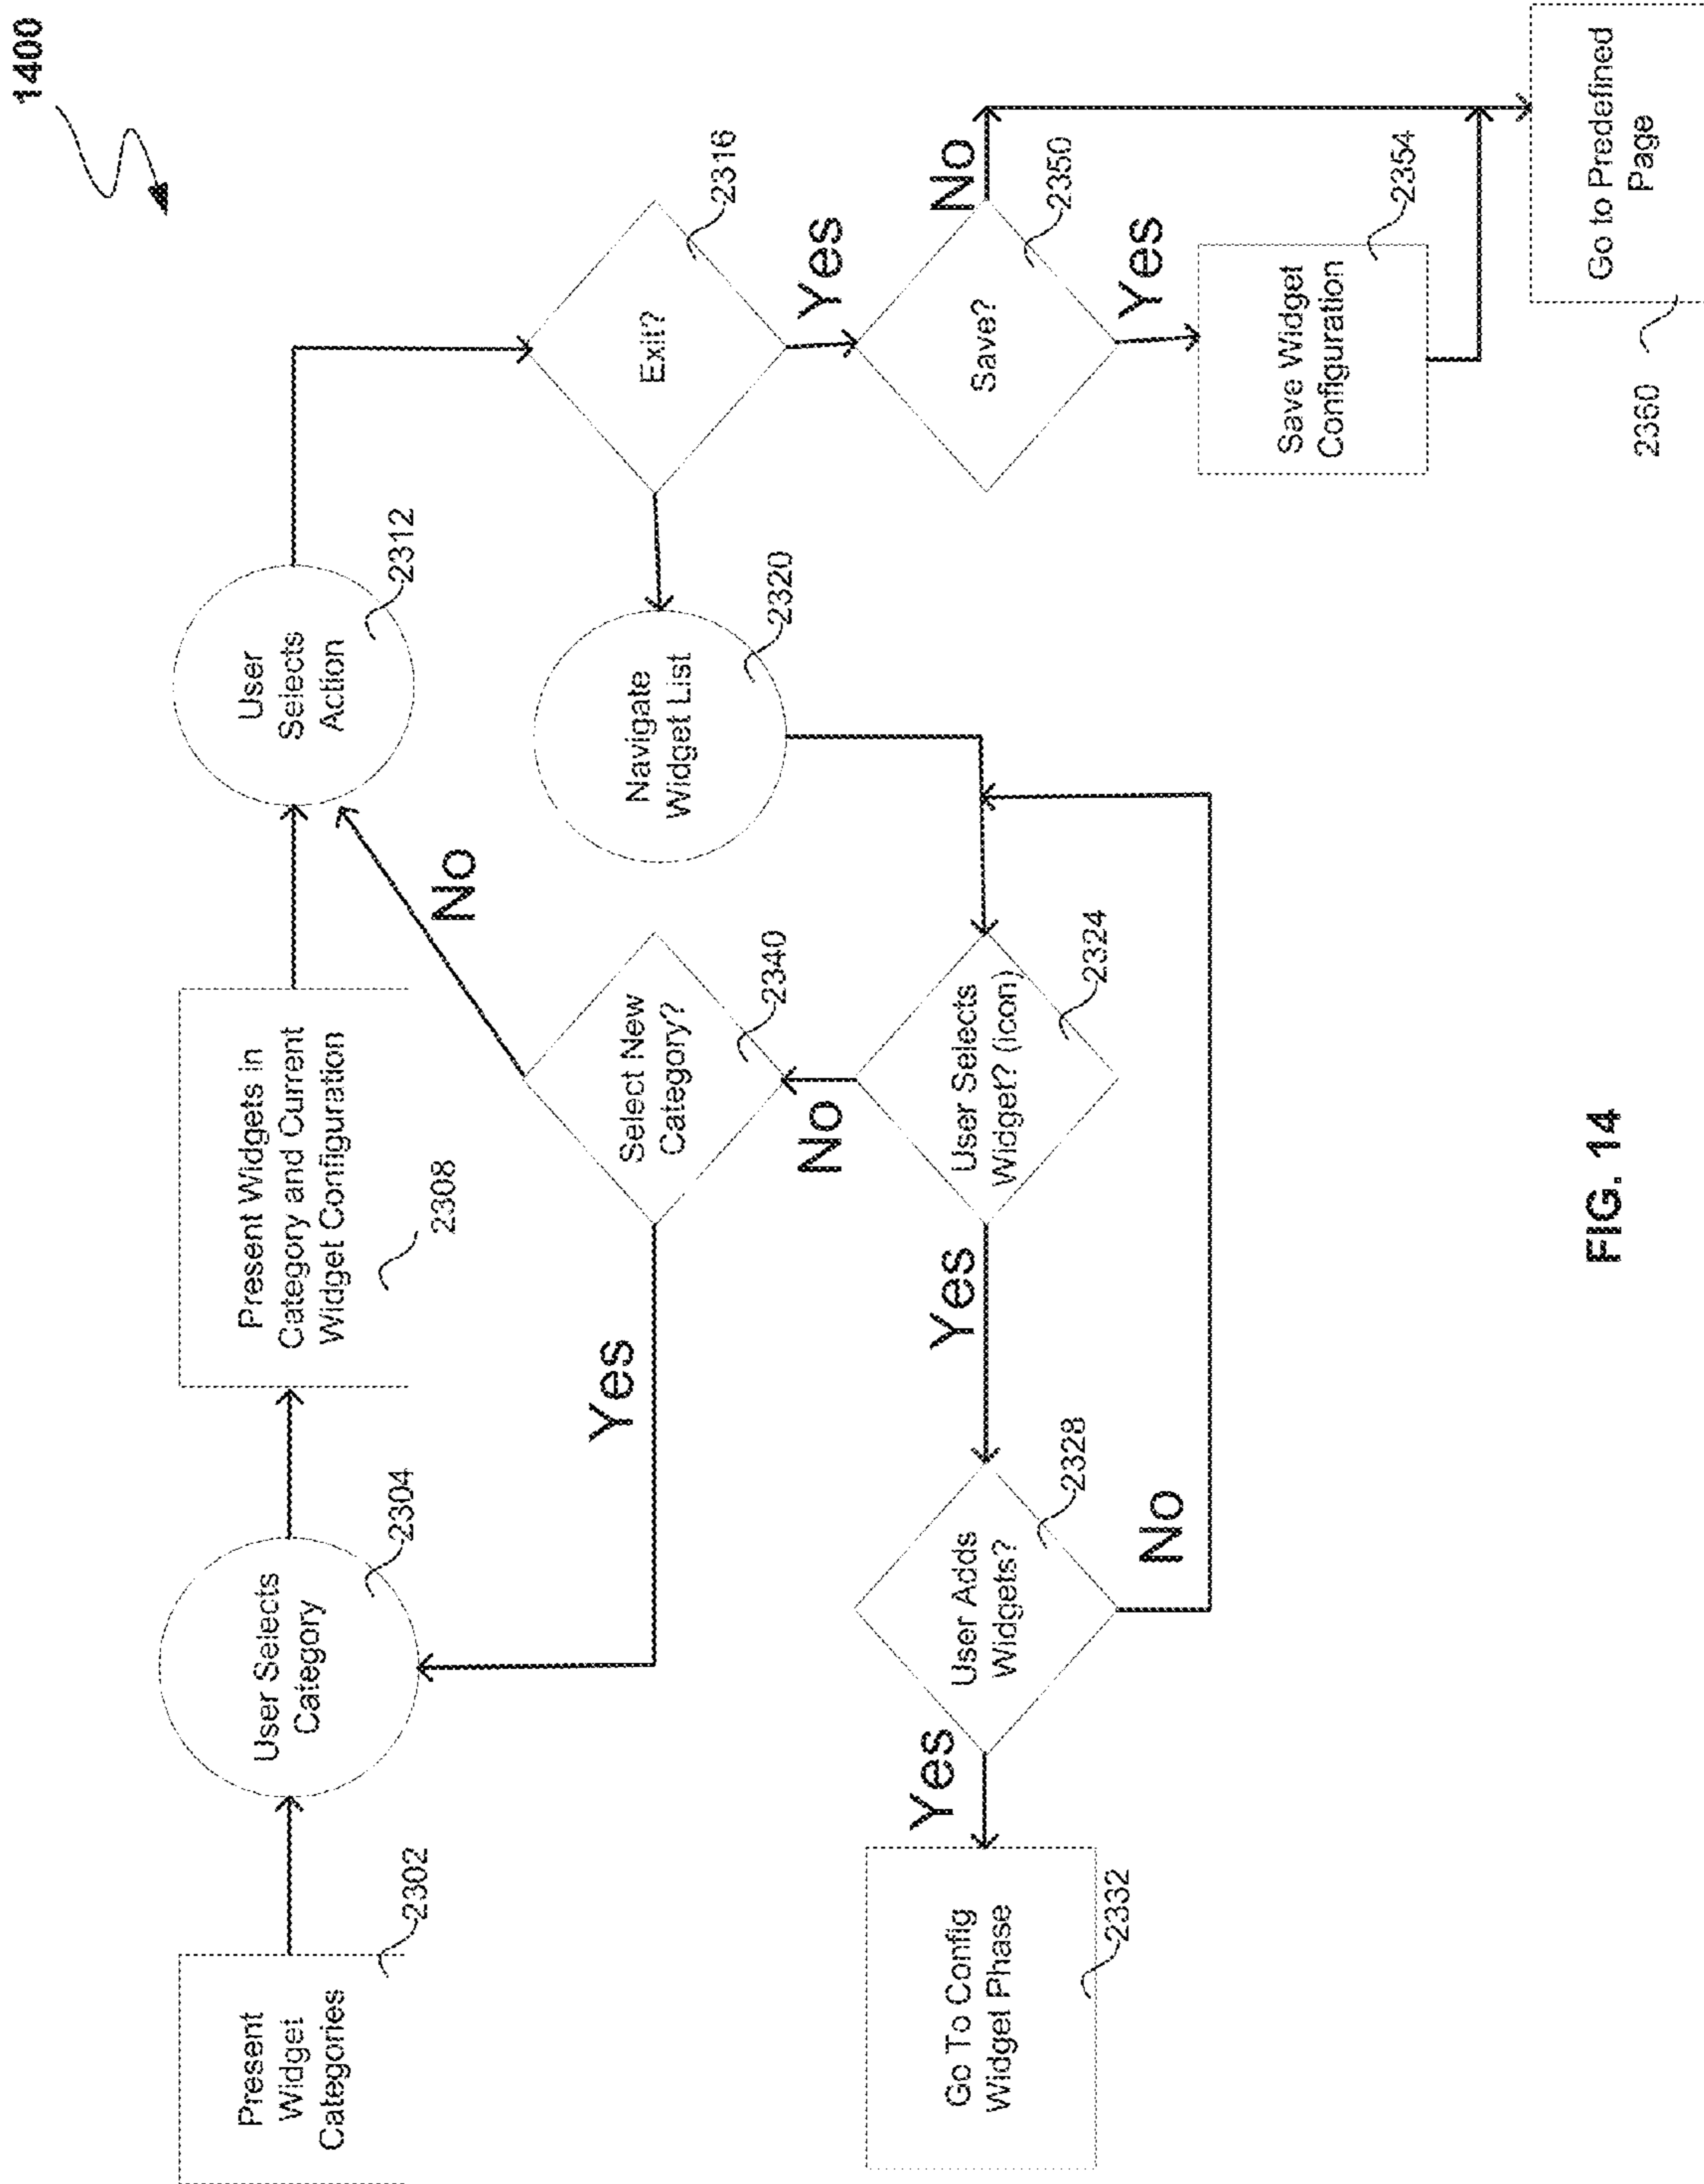 1400
Present
Widget
Categories
2302
User Selects
Category
2304
Present Widgets in
Category and Current
Widget Configuration
2308
User
Selects
Action
2312
No
Yes
Select New
Category?
2340
Navigate
Widget List
2320
Exit?
2316
Yes
No
Go To Config
Widget Phase
2332
Yes
User Adds
Widgets?
2328
No
Yes
User Selects
Widget? (icon)
2324
Save?
2350
No
Yes
Save Widget
Configuration
2354
Go to Predefined
Page
2360
FIG. 14